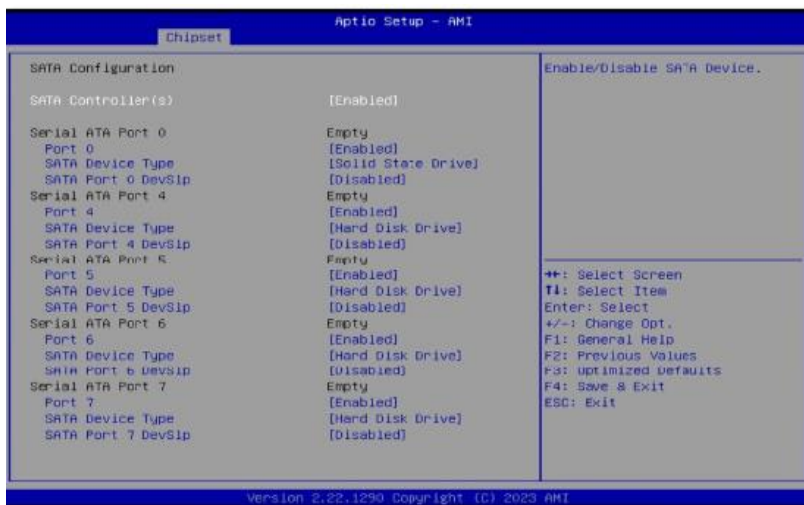 Aptio Setup - AMI
Chipset
SATA Configuration
SATA Controller(s) [Enabled]
Serial ATA Port 0 Empty
Port 0 [Enabled]
SATA Device Type [Solid State Drive]
SATA Port 0 DevSlp [Disabled]
Serial ATA Port 4 Empty
Port 4 [Enabled]
SATA Device Type [Hard Disk Drive]
SATA Port 4 DevSlp [Disabled]
Serial ATA Port 5 Empty
Port 5 [Enabled]
SATA Device Type [Hard Disk Drive]
SATA Port 5 DevSlp [Disabled]
Serial ATA Port 6 Empty
Port 6 [Enabled]
SATA Device Type [Hard Disk Drive]
SATA Port 6 DevSlp [Disabled]
Serial ATA Port 7 Empty
Port 7 [Enabled]
SATA Device Type [Hard Disk Drive]
SATA Port 7 DevSlp [Disabled]
Enable/Disable SATA Device.
→←: Select Screen
↑↓: Select Item
Enter: Select
+/-: Change Opt.
F1: General Help
F2: Previous Values
F3: Optimized Defaults
F4: Save & Exit
ESC: Exit
Version 2.22.1290 Copyright (C) 2023 AMI